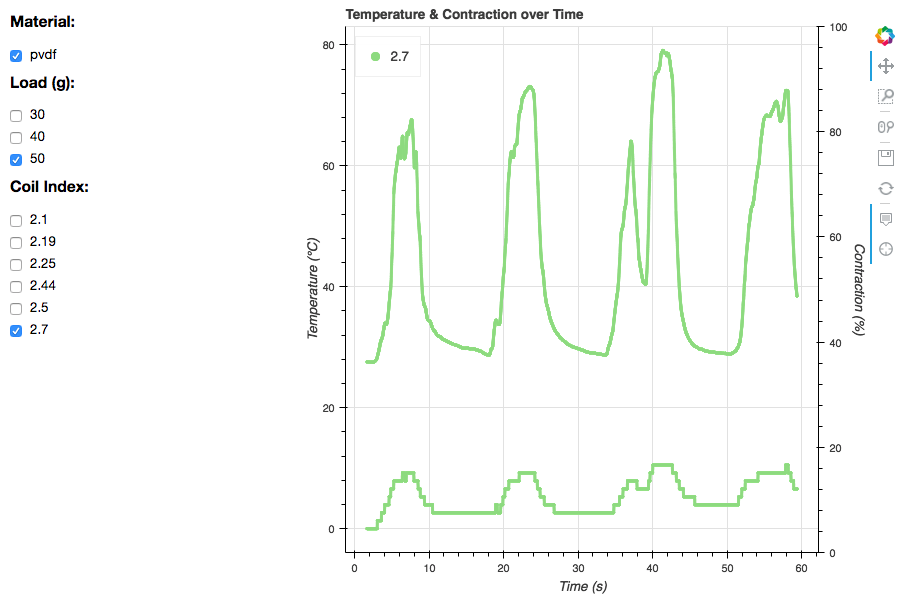 Material:
pvdf
Load (g):
30
40
50
Coil Index:
2.1
2.19
2.25
2.44
2.5
2.7
Temperature & Contraction over Time
2.7
80
60
40
20
0
Temperature (°C)
0 10 20 30 40 50 60
Time (s)
100
80
60
40
20
0
Contraction (%)